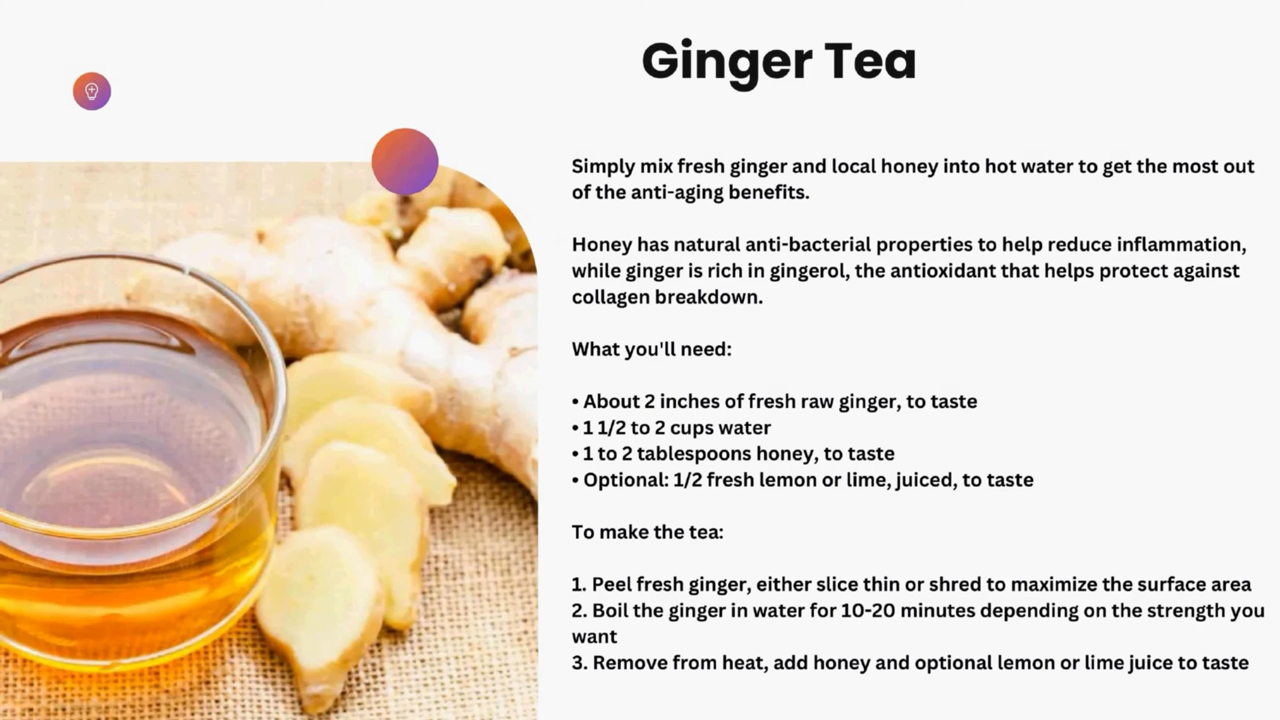 Ginger Tea
Simply mix fresh ginger and local honey into hot water to get the most out
of the anti-aging benefits.
Honey has natural anti-bacterial properties to help reduce inflammation,
while ginger is rich in gingerol, the antioxidant that helps protect against
collagen breakdown.
What you'll need:
• About 2 inches of fresh raw ginger, to taste
• 1 1/2 to 2 cups water
• 1 to 2 tablespoons honey, to taste
• Optional: 1/2 fresh lemon or lime, juiced, to taste
To make the tea:
1. Peel fresh ginger, either slice thin or shred to maximize the surface area
2. Boil the ginger in water for 10-20 minutes depending on the strength you
want
3. Remove from heat, add honey and optional lemon or lime juice to taste